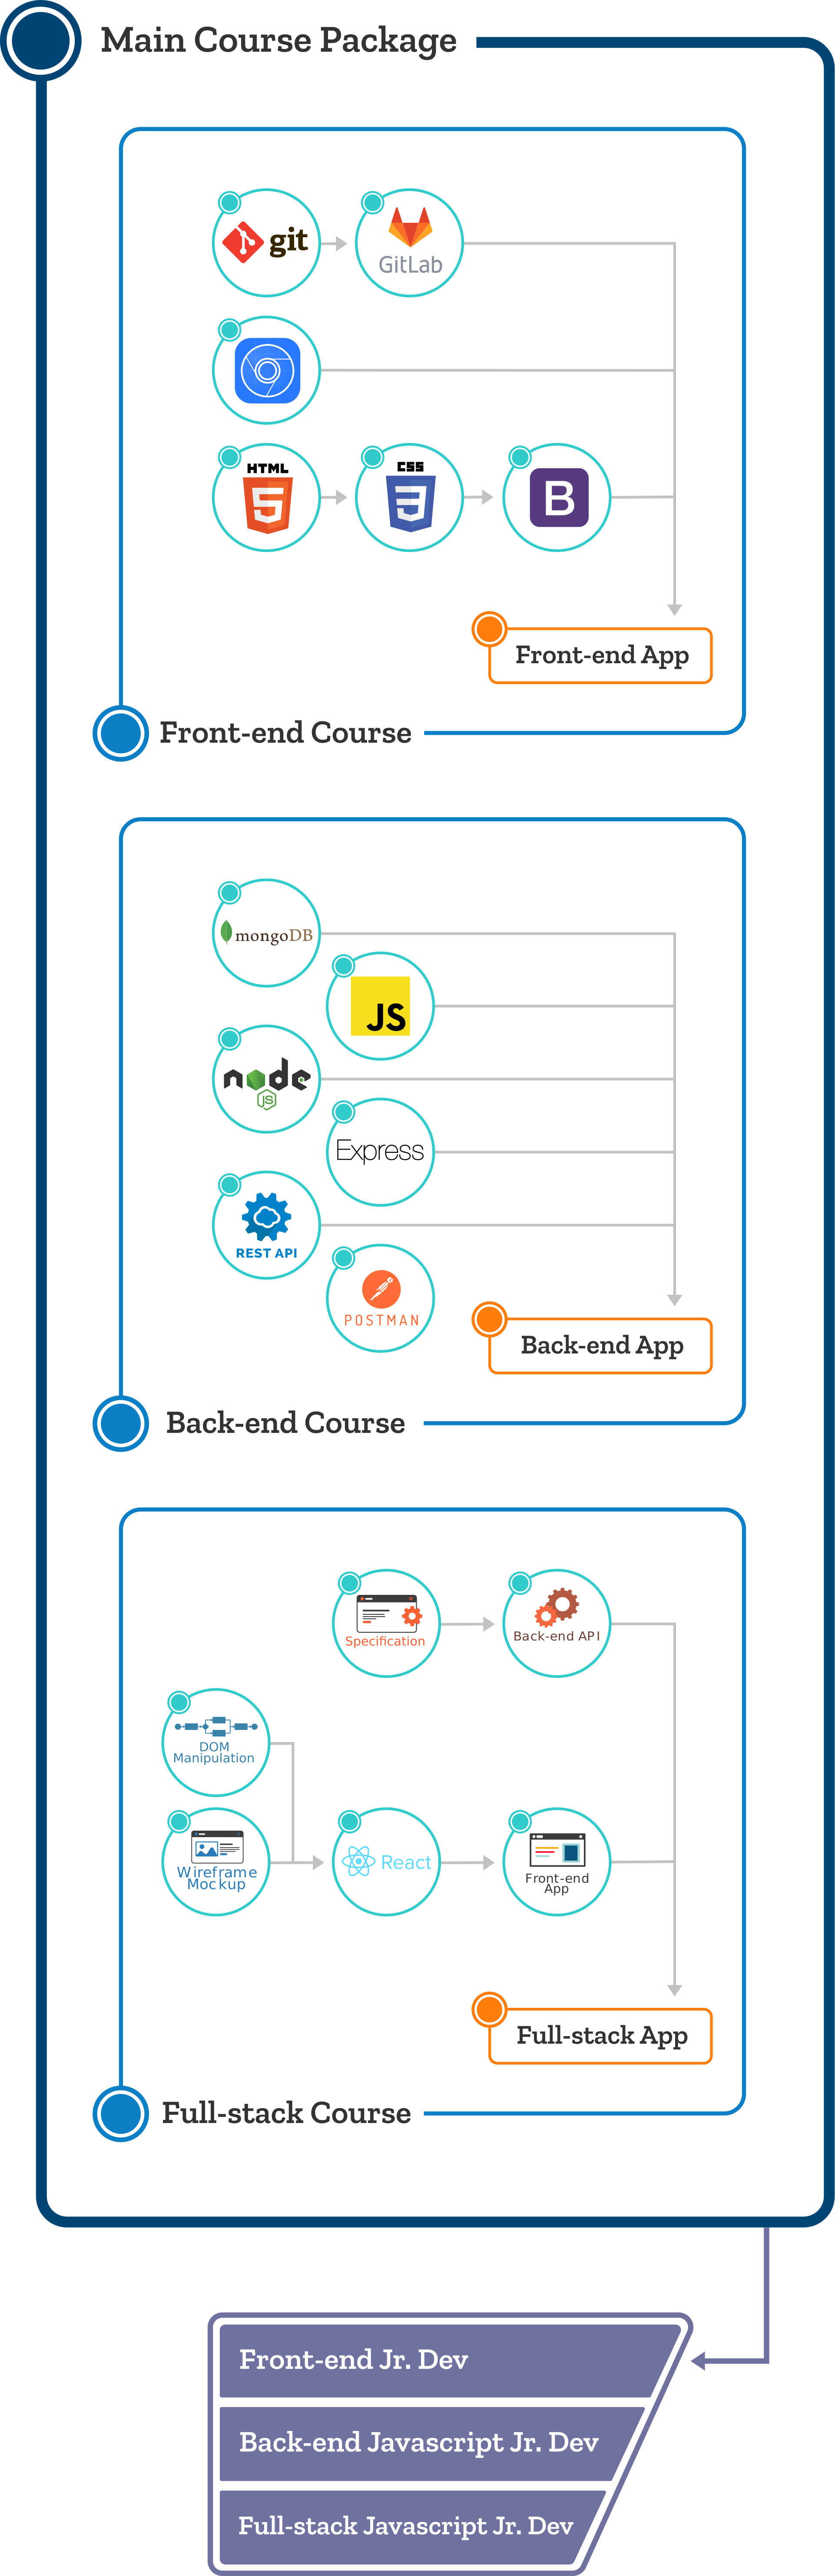 Main Course Package
git
GitLab
HTML
5
CSS
3
B
Front-end App
Front-end Course
mongoDB
JS
node
JS
Express
REST API
POSTMAN
Back-end App
Back-end Course
Specification
Back-end API
DOM
Manipulation
Wireframe
Mockup
React
Front-end
App
Full-stack App
Full-stack Course
Front-end Jr. Dev
Back-end Javascript Jr. Dev
Full-stack Javascript Jr. Dev